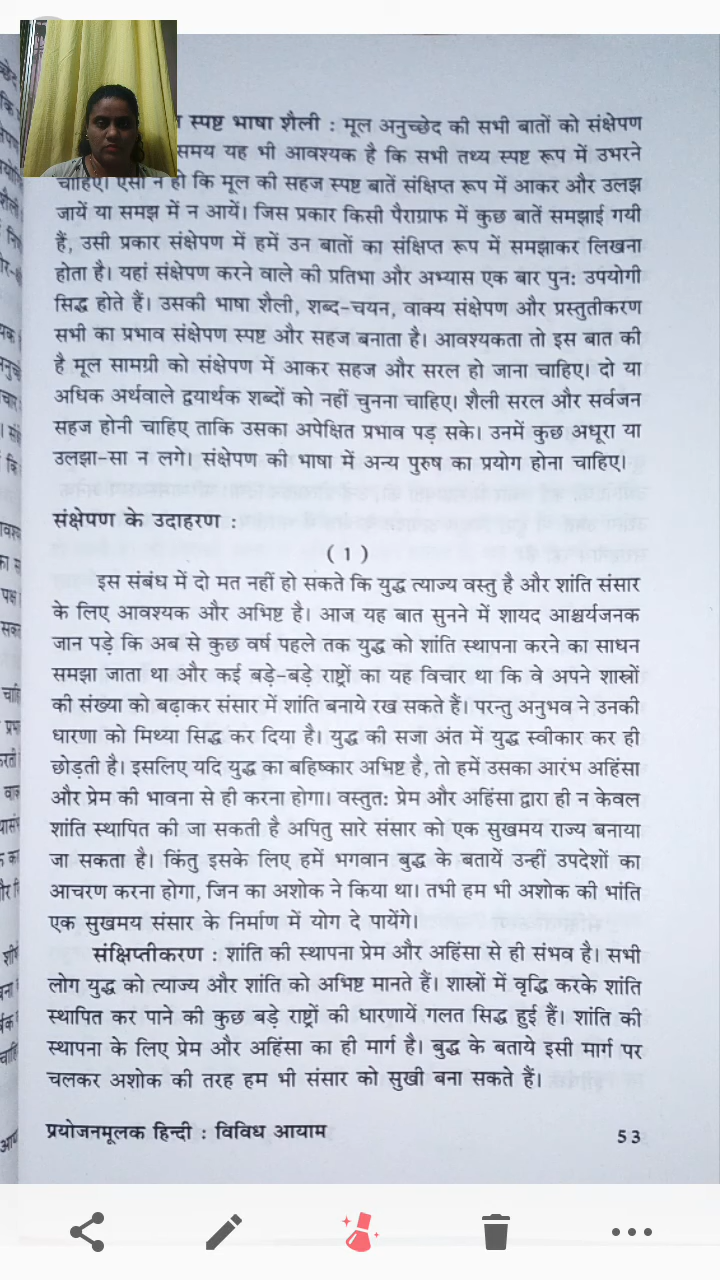 स्पष्ट भाषा शैली : मूल अनुच्छेद की सभी बातों को संक्षेपण
समय यह भी आवश्यक है कि सभी तथ्य स्पष्ट रूप में उभरने
चाहिए। ऐसा न हो कि मूल की सहज स्पष्ट बातें संक्षिप्त रूप में आकर और उलझ
जायें या समझ में न आयें। जिस प्रकार किसी पैराग्राफ में कुछ बातें समझाई गयी
हैं, उसी प्रकार संक्षेपण में हमें उन बातों का संक्षिप्त रूप में समझाकर लिखना
होता है। यहां संक्षेपण करने वाले की प्रतिभा और अभ्यास एक बार पुन: उपयोगी
सिद्ध होते हैं। उसकी भाषा शैली, शब्द-चयन, वाक्य संक्षेपण और प्रस्तुतीकरण
सभी का प्रभाव संक्षेपण स्पष्ट और सहज बनाता है। आवश्यकता तो इस बात की
है मूल सामग्री को संक्षेपण में आकर सहज और सरल हो जाना चाहिए। दो या
अधिक अर्थवाले द्वयार्थक शब्दों को नहीं चुनना चाहिए। शैली सरल और सर्वजन
सहज होनी चाहिए ताकि उसका अपेक्षित प्रभाव पड़ सके। उनमें कुछ अधूरा या
उलझा-सा न लगे। संक्षेपण की भाषा में अन्य पुरुष का प्रयोग होना चाहिए।
संक्षेपण के उदाहरण :
( 1 )
इस संबंध में दो मत नहीं हो सकते कि युद्ध त्याज्य वस्तु है और शांति संसार
के लिए आवश्यक और अभिष्ट है। आज यह बात सुनने में शायद आश्चर्यजनक
जान पड़े कि अब से कुछ वर्ष पहले तक युद्ध को शांति स्थापना करने का साधन
समझा जाता था और कई बड़े-बड़े राष्ट्रों का यह विचार था कि वे अपने शास्रों
की संख्या को बढ़ाकर संसार में शांति बनाये रख सकते हैं। परन्तु अनुभव ने उनकी
धारणा को मिथ्या सिद्ध कर दिया है। युद्ध की सजा अंत में युद्ध स्वीकार कर ही
छोड़ती है। इसलिए यदि युद्ध का बहिष्कार अभिष्ट है, तो हमें उसका आरंभ अहिंसा
और प्रेम की भावना से ही करना होगा। वस्तुत: प्रेम और अहिंसा द्वारा ही न केवल
शांति स्थापित की जा सकती है अपितु सारे संसार को एक सुखमय राज्य बनाया
जा सकता है। किंतु इसके लिए हमें भगवान बुद्ध के बतायें उन्हीं उपदेशों का
आचरण करना होगा, जिन का अशोक ने किया था। तभी हम भी अशोक की भांति
एक सुखमय संसार के निर्माण में योग दे पायेंगे।
संक्षिप्तीकरण : शांति की स्थापना प्रेम और अहिंसा से ही संभव है। सभी
लोग युद्ध को त्याज्य और शांति को अभिष्ट मानते हैं। शास्रों में वृद्धि करके शांति
स्थापित कर पाने की कुछ बड़े राष्ट्रों की धारणायें गलत सिद्ध हुई हैं। शांति की
स्थापना के लिए प्रेम और अहिंसा का ही मार्ग है। बुद्ध के बताये इसी मार्ग पर
चलकर अशोक की तरह हम भी संसार को सुखी बना सकते हैं।
प्रयोजनमूलक हिन्दी : विविध आयाम
53